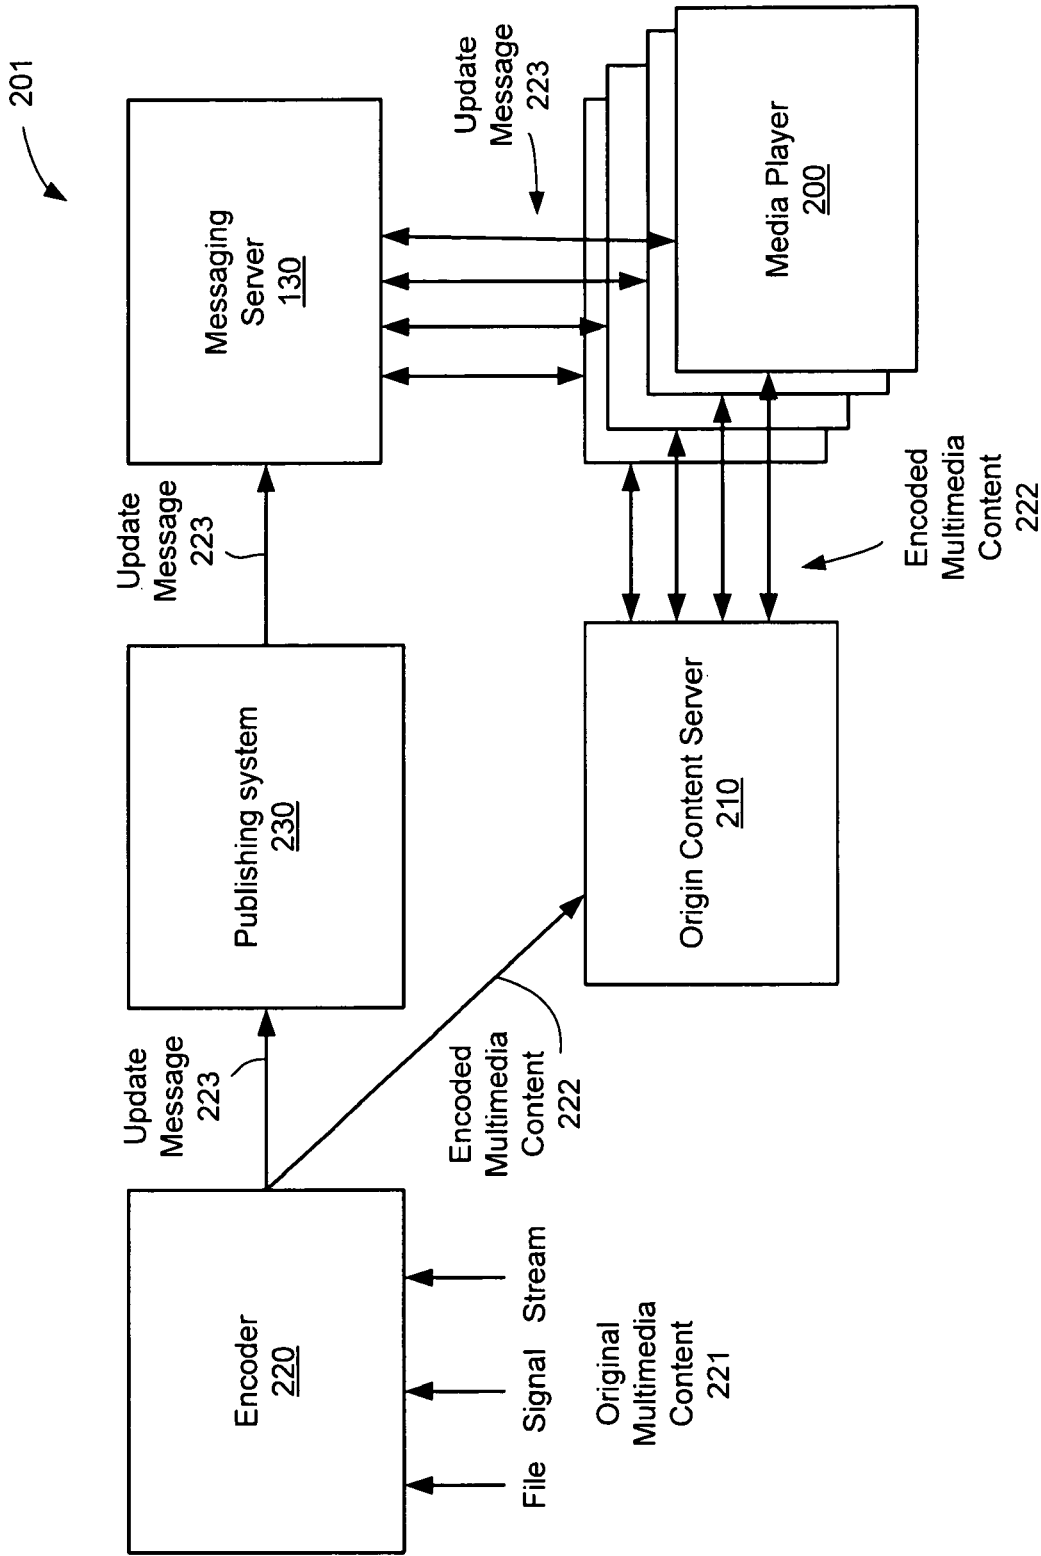 201
Encoder
220
Update
Message
223
Publishing system
230
Update
Message
223
Messaging
Server
130
File
Signal
Stream
Original
Multimedia
Content
221
Encoded
Multimedia
Content
222
Origin Content Server
210
Encoded
Multimedia
Content
222
Update
Message
223
Media Player
200